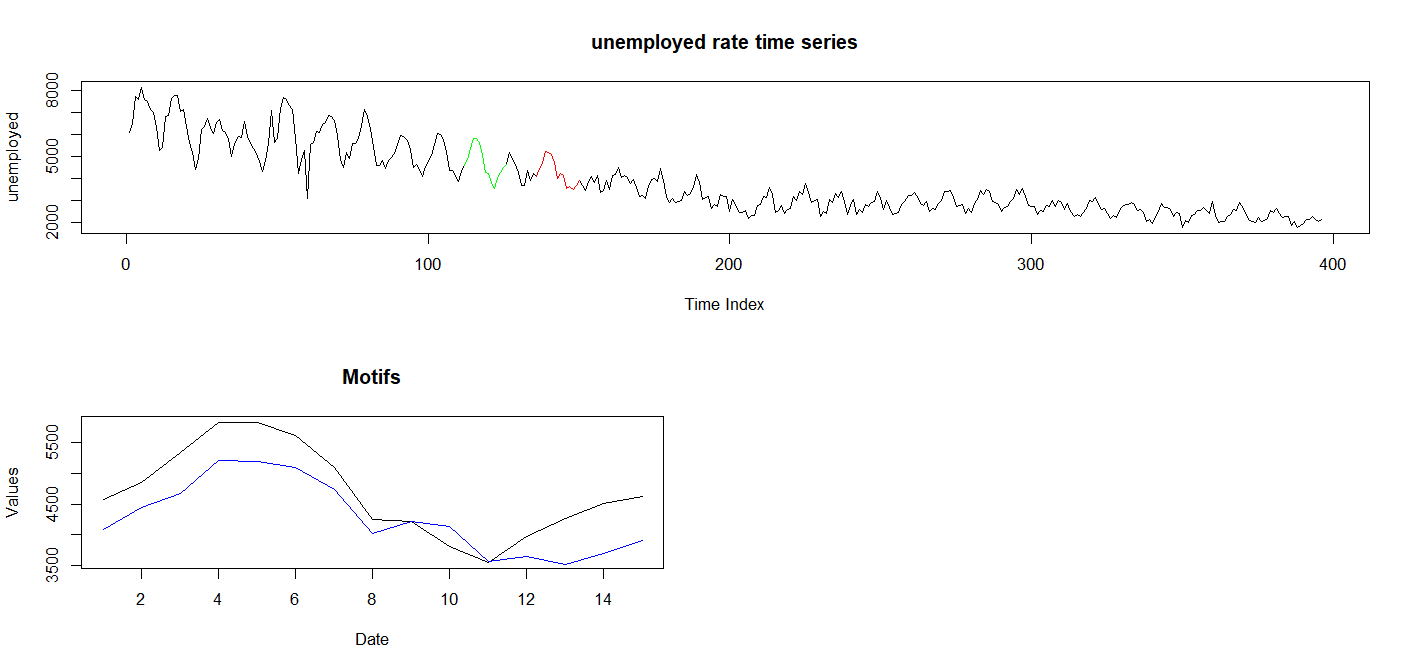 unemployed rate time series
unemployed
8000
5000
2000
0 100 200 300 400
Time Index
Motifs
Values
5500
4500
3500
2 4 6 8 10 12 14
Date